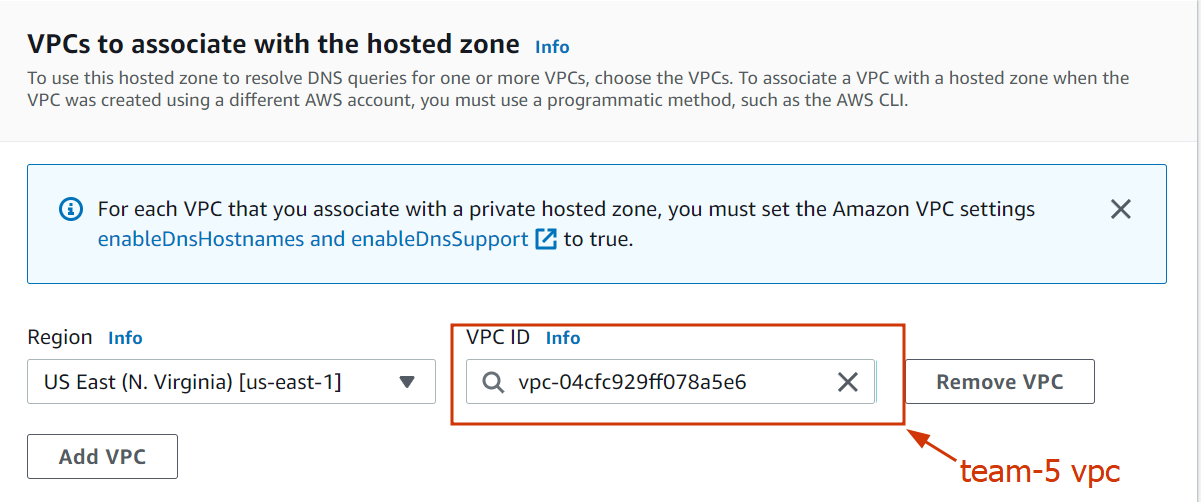 VPCs to associate with the hosted zone Info
To use this hosted zone to resolve DNS queries for one or more VPCs, choose the VPCs. To associate a VPC with a hosted zone when the
VPC was created using a different AWS account, you must use a programmatic method, such as the AWS CLI.
For each VPC that you associate with a private hosted zone, you must set the Amazon VPC settings
enableDnsHostnames and enableDnsSupport to true.
Region Info
VPC ID Info
US East (N. Virginia) [us-east-1]
vpc-04cfc929ff078a5e6
Remove VPC
Add VPC
team-5 vpc